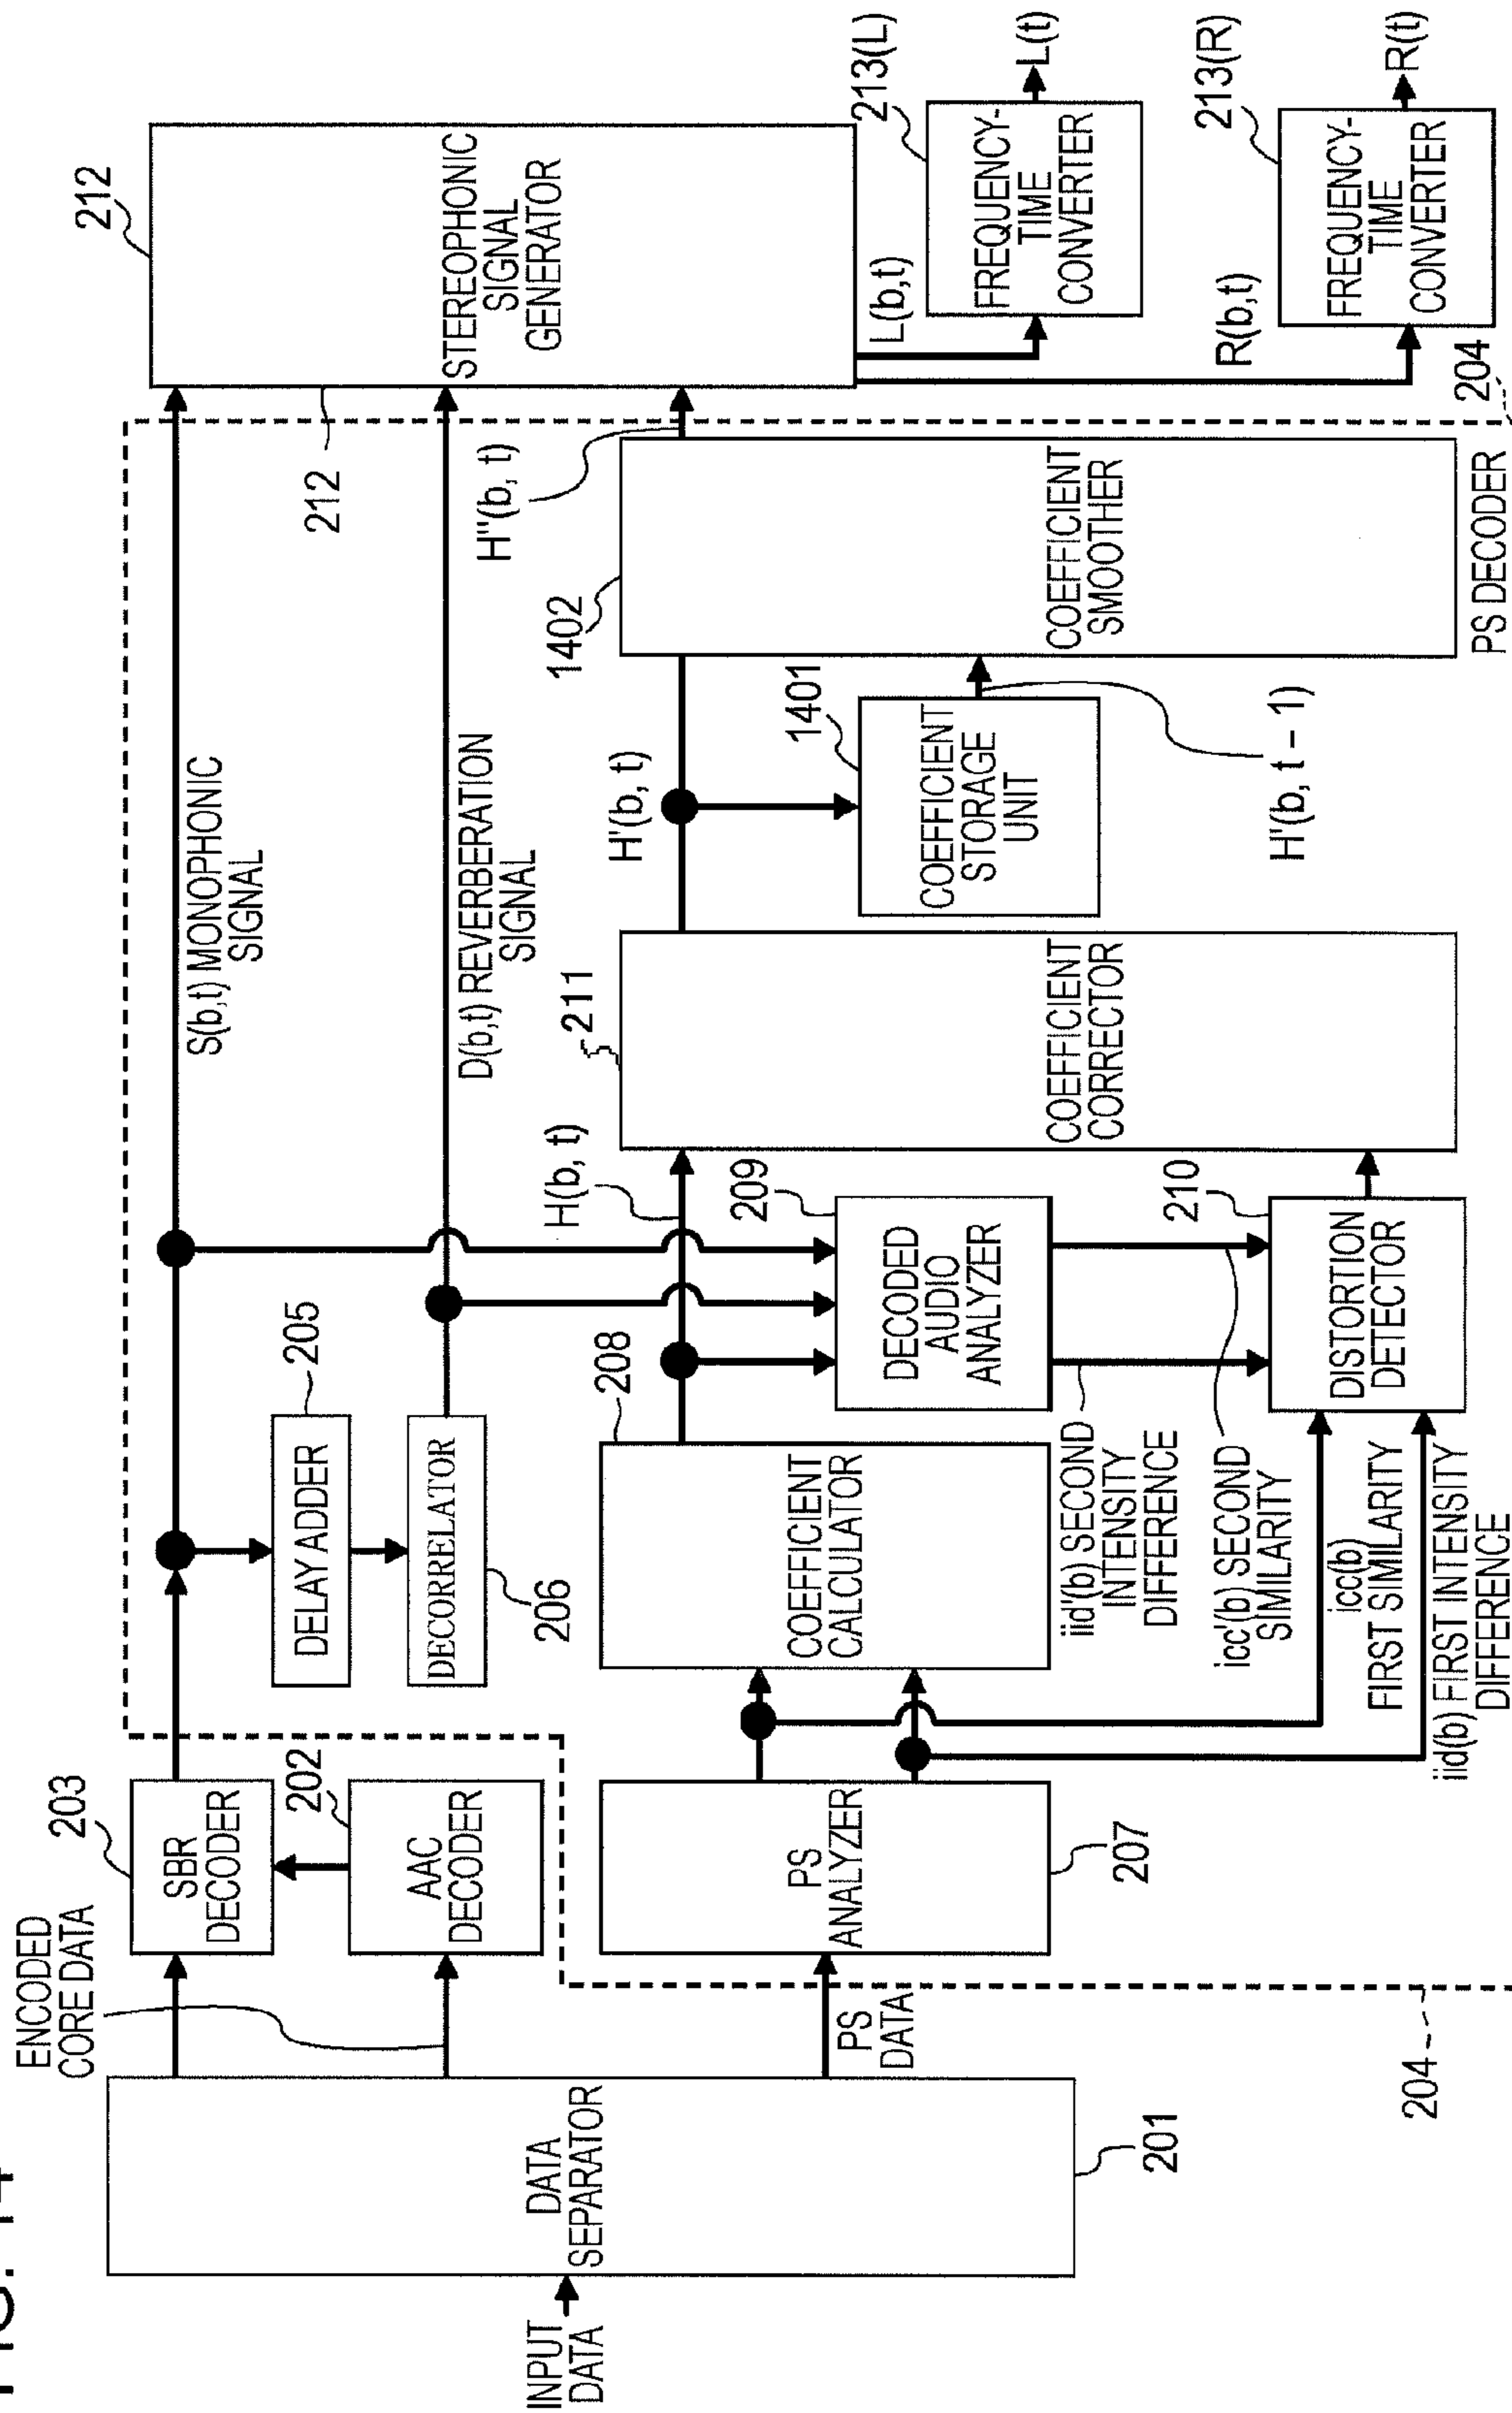 FIG. 14
INPUT
DATA
DATA
SEPARATOR
201
ENCODED
CORE DATA
PS
DATA
203
SBR
DECODER
202
AAC
DECODER
PS
ANALYZER
207
204
DELAY ADDER
205
DECORRELATOR
206
208
COEFFICIENT
CALCULATOR
S(b,t) MONOPHONIC
SIGNAL
D(b,t) REVERBERATION
SIGNAL
H(b, t)
209
DECODED
AUDIO
ANALYZER
iid'(b) SECOND
INTENSITY
DIFFERENCE
icc'(b) SECOND
SIMILARITY
icc(b)
FIRST SIMILARITY
iid(b) FIRST INTENSITY
DIFFERENCE
210
DISTORTION
DETECTOR
211
COEFFICIENT
CORRECTOR
H'(b, t)
1401
COEFFICIENT
STORAGE
UNIT
H'(b, t − 1)
1402
COEFFICIENT
SMOOTHER
H"(b, t)
212
PS DECODER
204
212
STEREOPHONIC
SIGNAL
GENERATOR
L(b,t)
R(b,t)
213(L)
FREQUENCY-
TIME
CONVERTER
L(t)
213(R)
FREQUENCY-
TIME
CONVERTER
R(t)